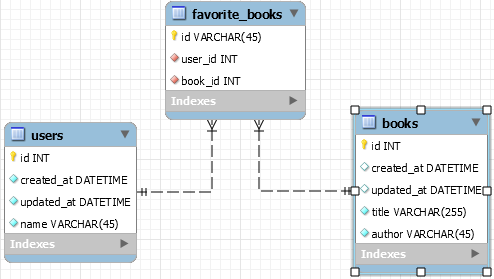 favorite_books
id VARCHAR(45)
user_id INT
book_id INT
Indexes
users
id INT
created_at DATETIME
updated_at DATETIME
name VARCHAR(45)
Indexes
books
id INT
created_at DATETIME
updated_at DATETIME
title VARCHAR(255)
author VARCHAR(45)
Indexes